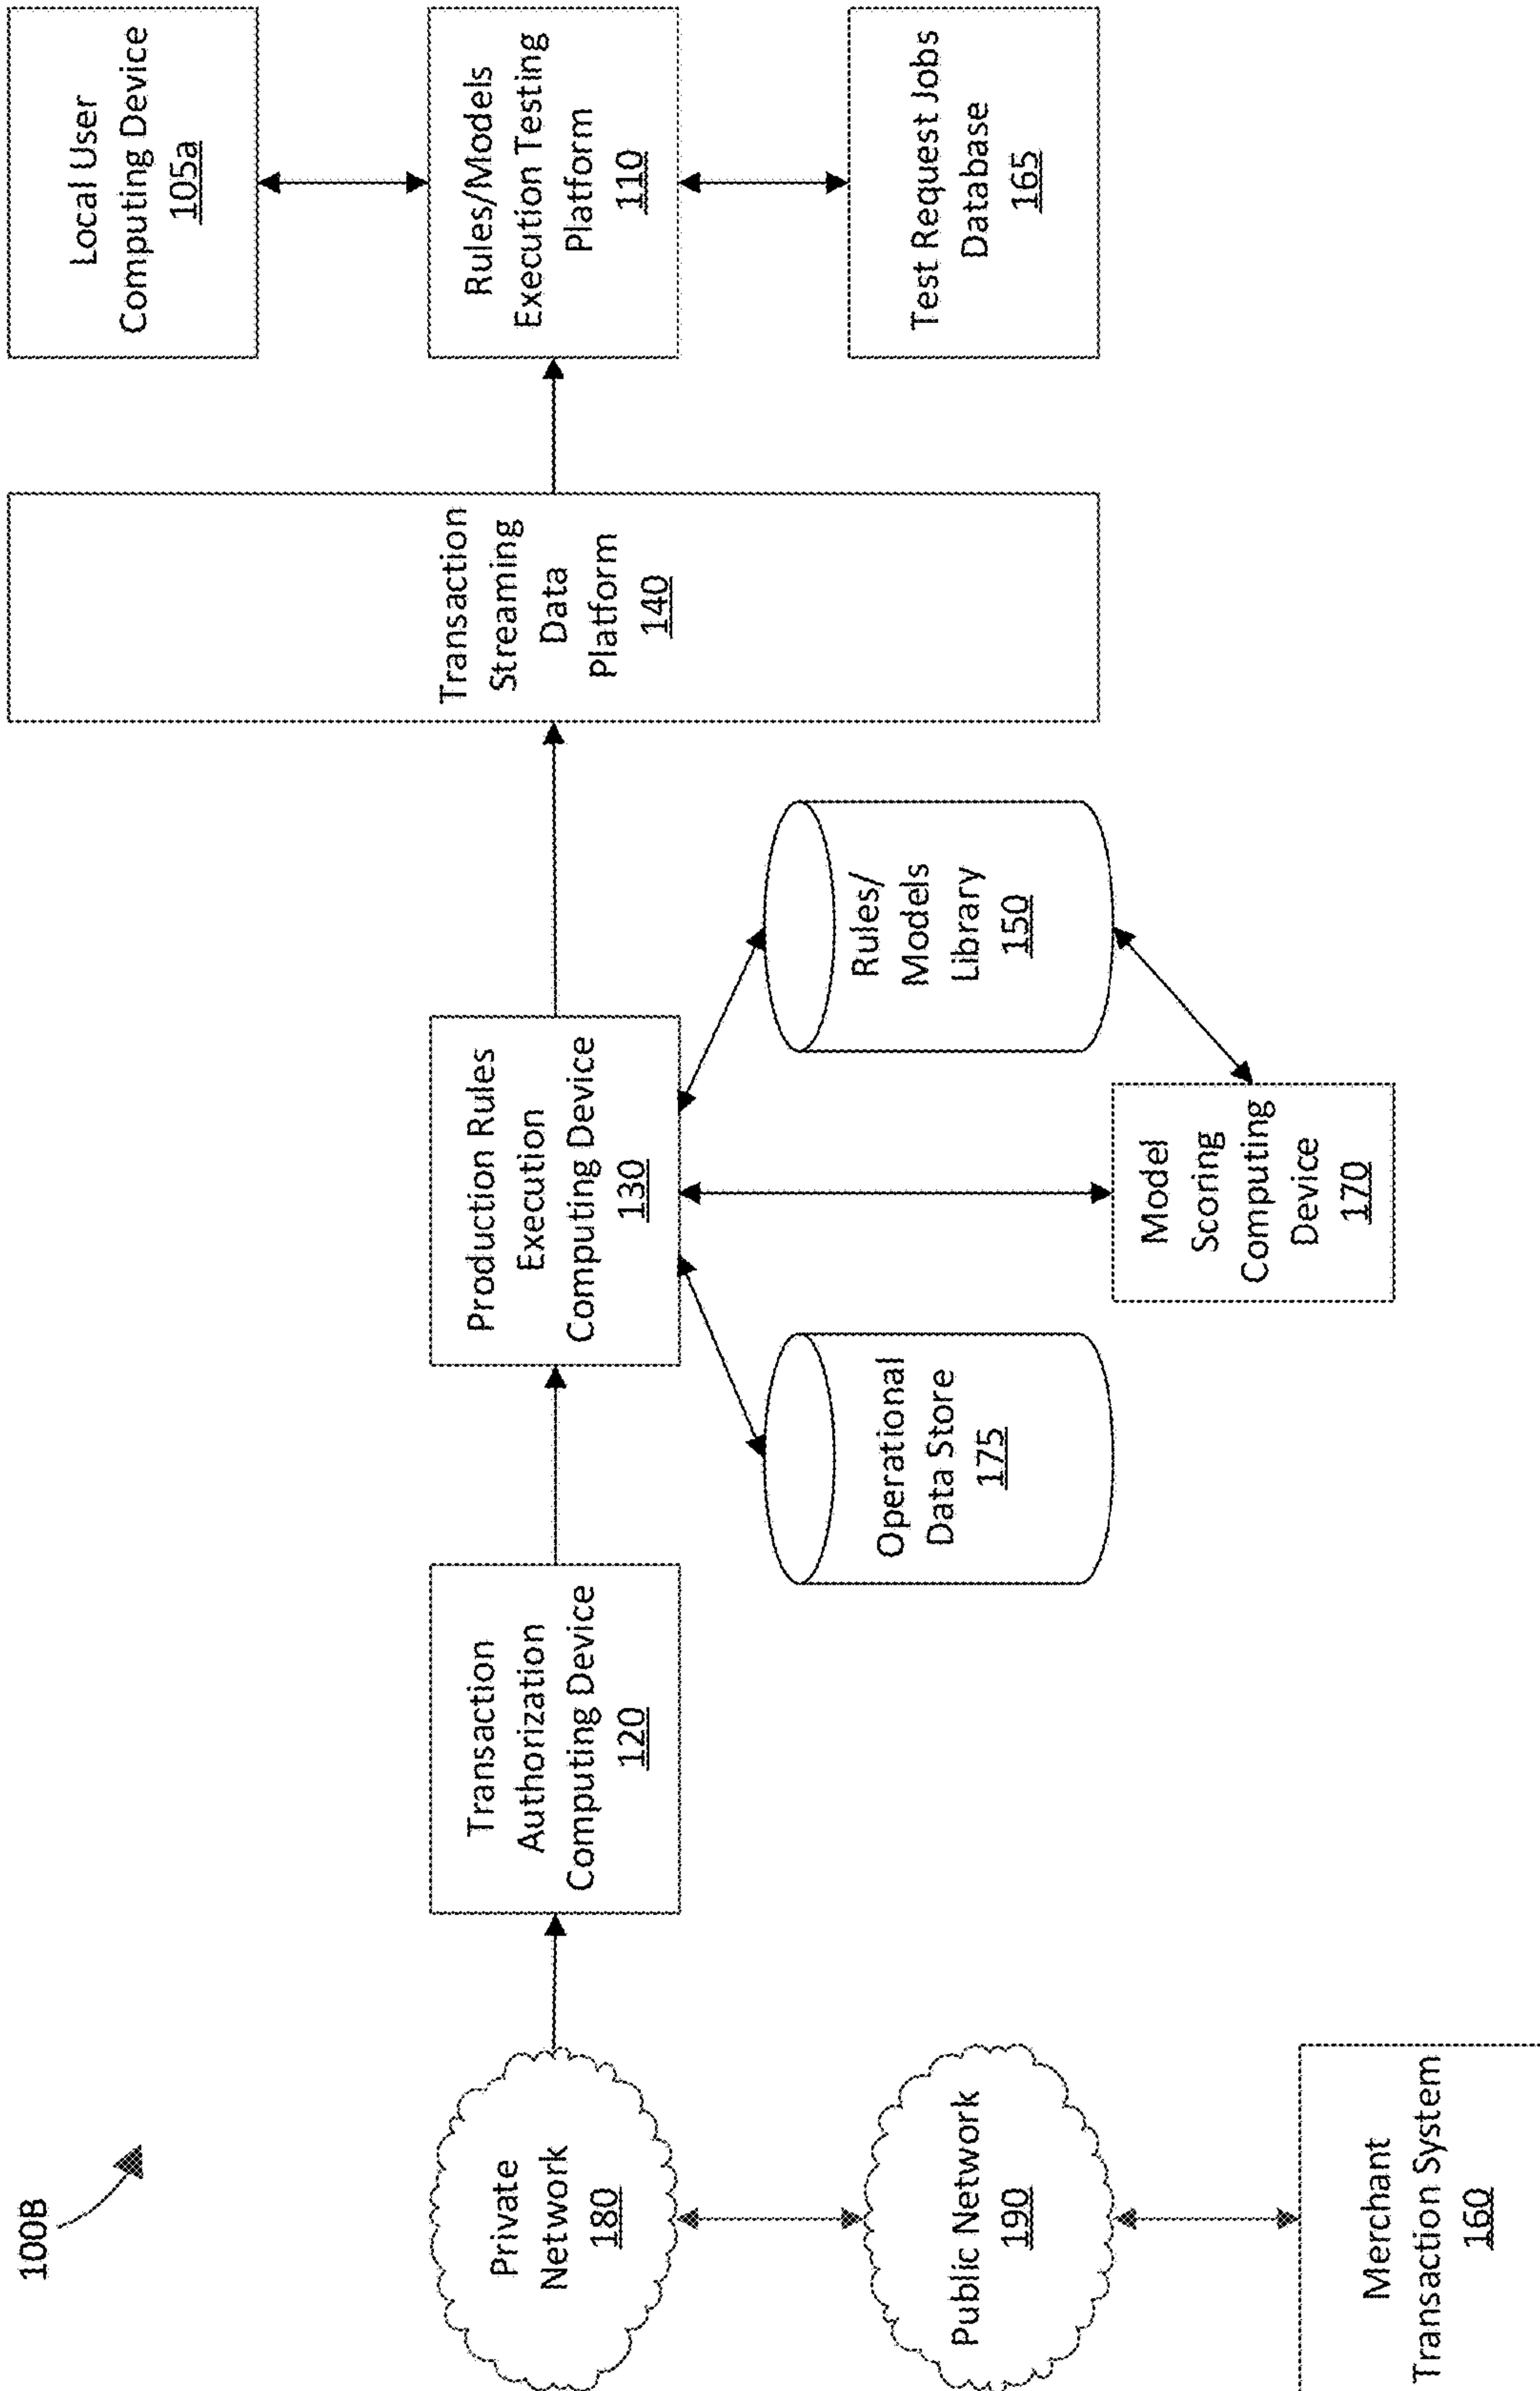 100B
Private
Network
180
Public Network
190
Merchant
Transaction System
160
Transaction
Authorization
Computing Device
120
Production Rules
Execution
Computing Device
130
Operational
Data Store
175
Rules/
Models
Library
150
Model
Scoring
Computing
Device
170
Transaction
Streaming
Data
Platform
140
Local User
Computing Device
105a
Rules/Models
Execution Testing
Platform
110
Test Request Jobs
Database
165